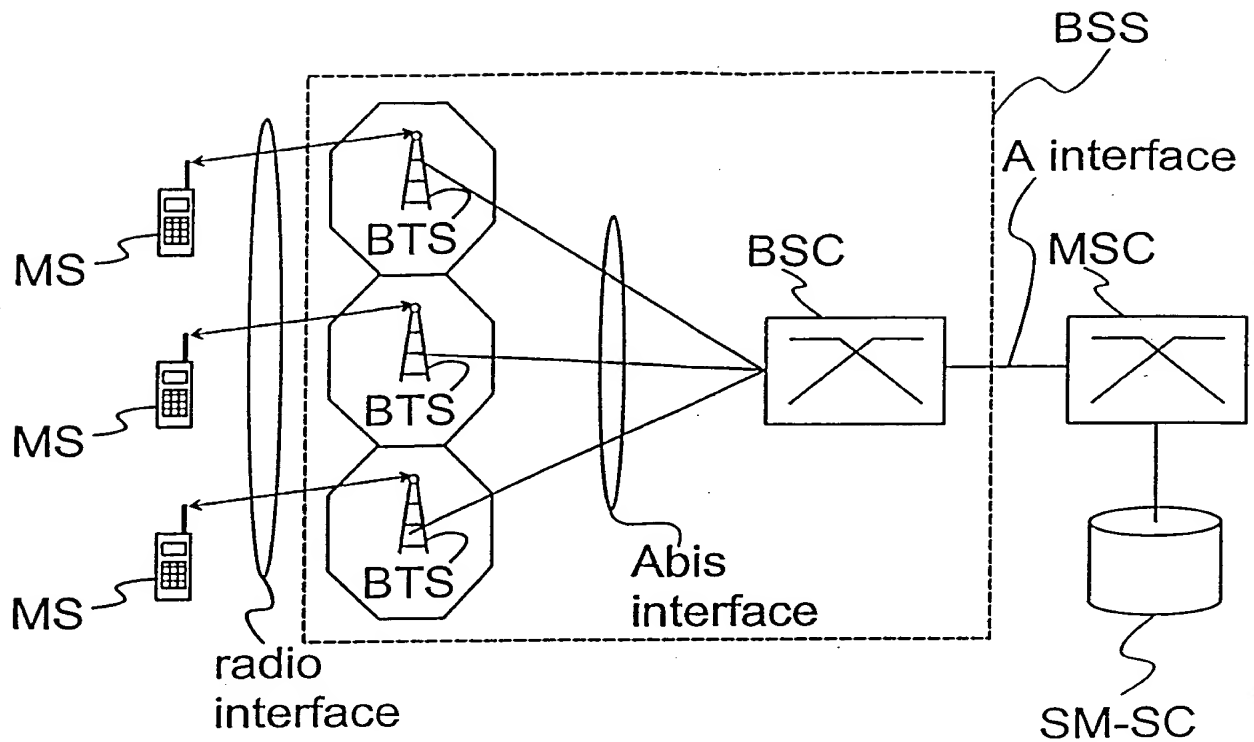 BSS
A interface
BTS
MS
BSC
MSC
BTS
MS
BTS
MS
Abis
interface
radio
interface
SM-SC